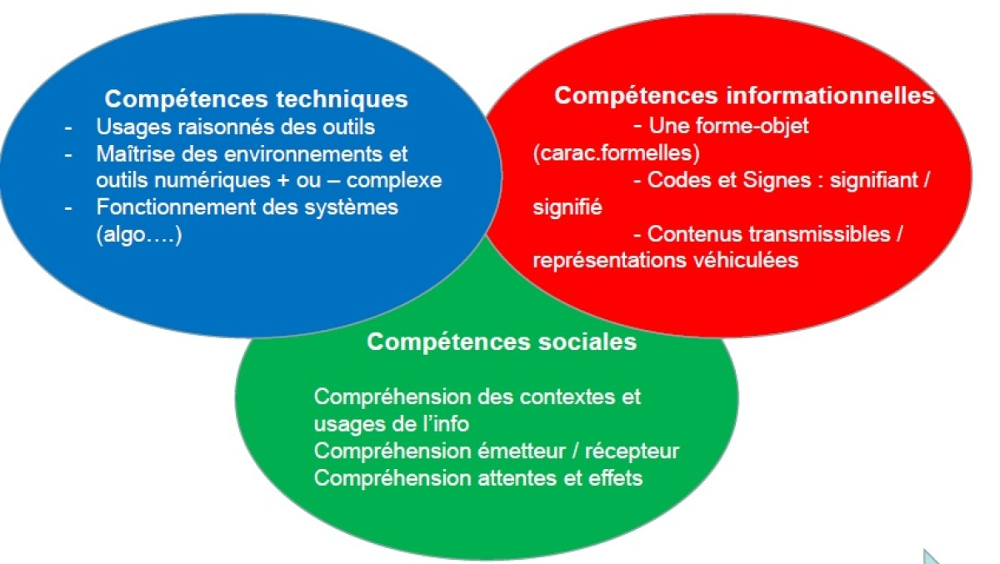 Compétences techniques
- Usages raisonnés des outils
- Maîtrise des environnements et
outils numériques + ou – complexe
- Fonctionnement des systèmes
(algo….)
Compétences informationnelles
- Une forme-objet
(carac.formelles)
- Codes et Signes : signifiant /
signifié
- Contenus transmissibles /
représentations véhiculées
Compétences sociales
Compréhension des contextes et
usages de l’info
Compréhension émetteur / récepteur
Compréhension attentes et effets